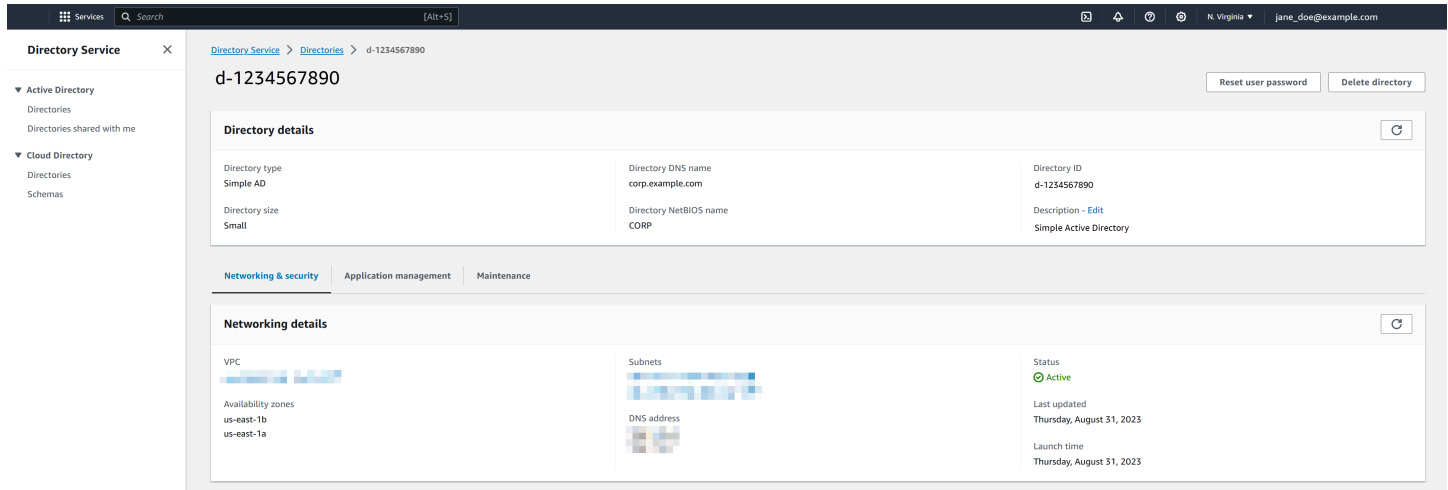 Services
Search [Alt+S]
N. Virginia ▼
jane_doe@example.com
Directory Service
Active Directory
Directories
Directories shared with me
Cloud Directory
Directories
Schemas
Directory Service > Directories > d-1234567890
d-1234567890
Reset user password
Delete directory
Directory details
Directory type
Simple AD
Directory size
Small
Directory DNS name
corp.example.com
Directory NetBIOS name
CORP
Directory ID
d-1234567890
Description - Edit
Simple Active Directory
Networking & security
Application management
Maintenance
Networking details
VPC
Availability zones
us-east-1b
us-east-1a
Subnets
DNS address
Status
Active
Last updated
Thursday, August 31, 2023
Launch time
Thursday, August 31, 2023